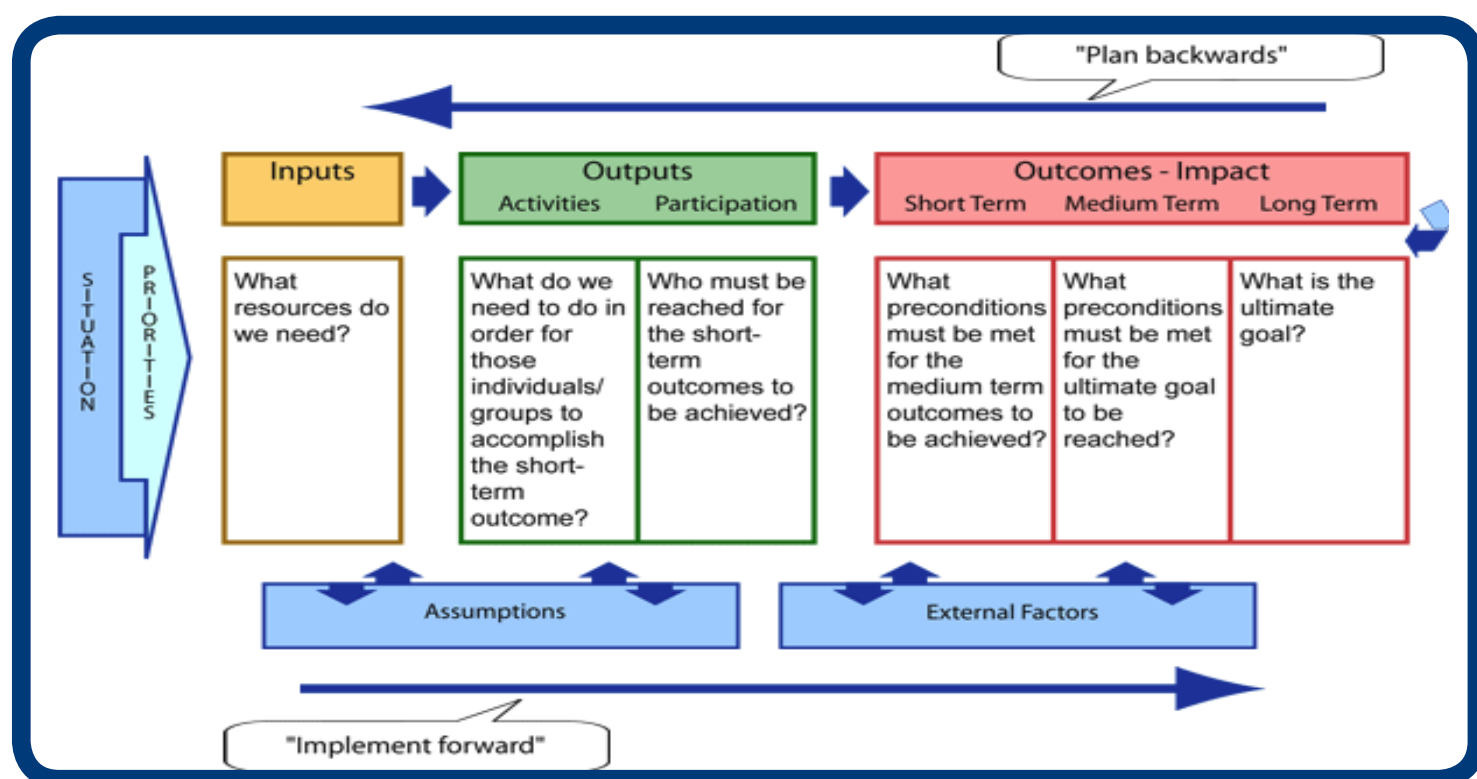 "Plan backwards"
Inputs
Outputs
Activities Participation
Outcomes - Impact
Short Term Medium Term Long Term
SITUATION
PRIORITIES
What
resources do
we need?
What do we
need to do in
order for
those
individuals/
groups to
accomplish
the short-
term
outcome?
Who must be
reached for
the short-
term
outcomes to
be achieved?
What
preconditions
must be met
for the
medium term
outcomes to
be achieved?
What
preconditions
must be met
for the
ultimate goal
to be
reached?
What is the
ultimate
goal?
Assumptions
External Factors
"Implement forward"